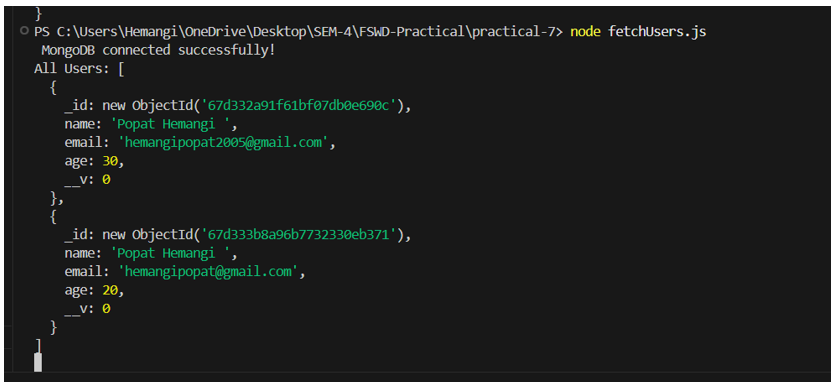 }
PS C:\Users\Hemangi\OneDrive\Desktop\SEM-4\FSWD-Practical\practical-7> node fetchUsers.js
 MongoDB connected successfully!
All Users: [
  {
    _id: new ObjectId('67d332a91f61bf07db0e690c'),
    name: 'Popat Hemangi ',
    email: 'hemangipopat2005@gmail.com',
    age: 30,
    __v: 0
  },
  {
    _id: new ObjectId('67d333b8a96b7732330eb371'),
    name: 'Popat Hemangi ',
    email: 'hemangipopat@gmail.com',
    age: 20,
    __v: 0
  }
]